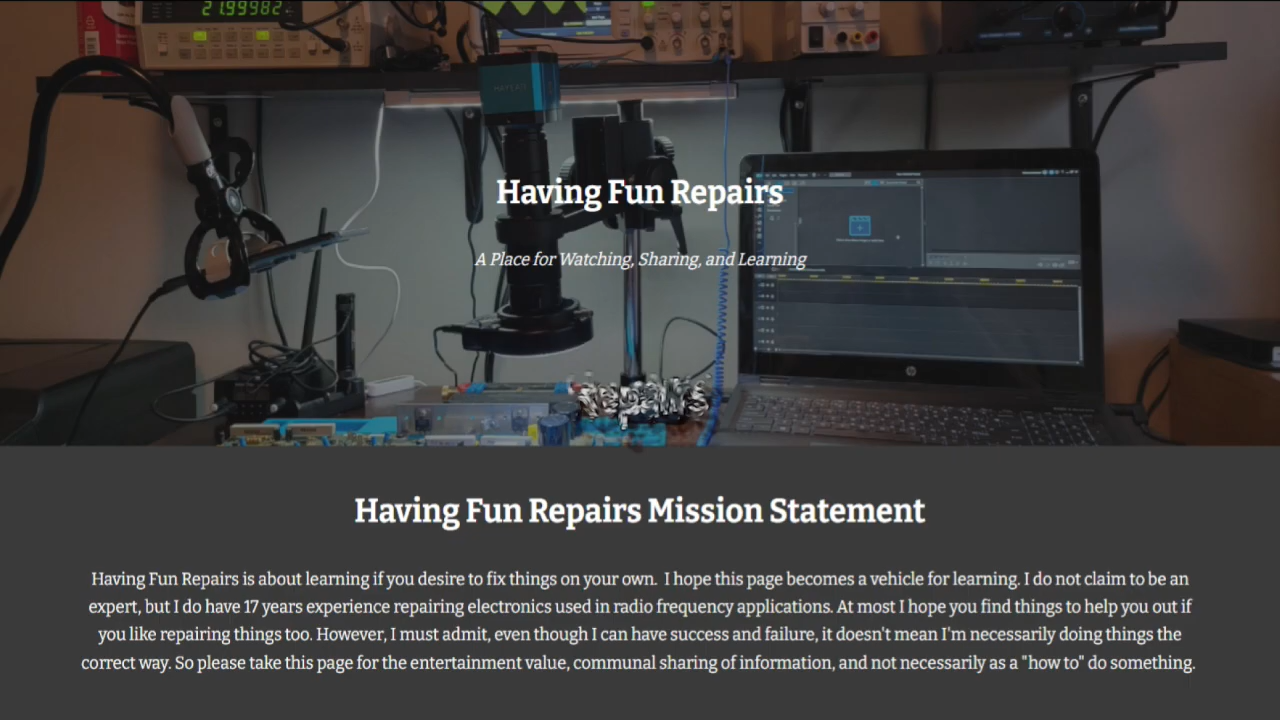 21.99982
HAYEAR
Having Fun Repairs
A Place for Watching, Sharing, and Learning
hp
repairs
Having Fun Repairs Mission Statement
Having Fun Repairs is about learning if you desire to fix things on your own. I hope this page becomes a vehicle for learning. I do not claim to be an
expert, but I do have 17 years experience repairing electronics used in radio frequency applications. At most I hope you find things to help you out if
you like repairing things too. However, I must admit, even though I can have success and failure, it doesn't mean I'm necessarily doing things the
correct way. So please take this page for the entertainment value, communal sharing of information, and not necessarily as a "how to" do something.